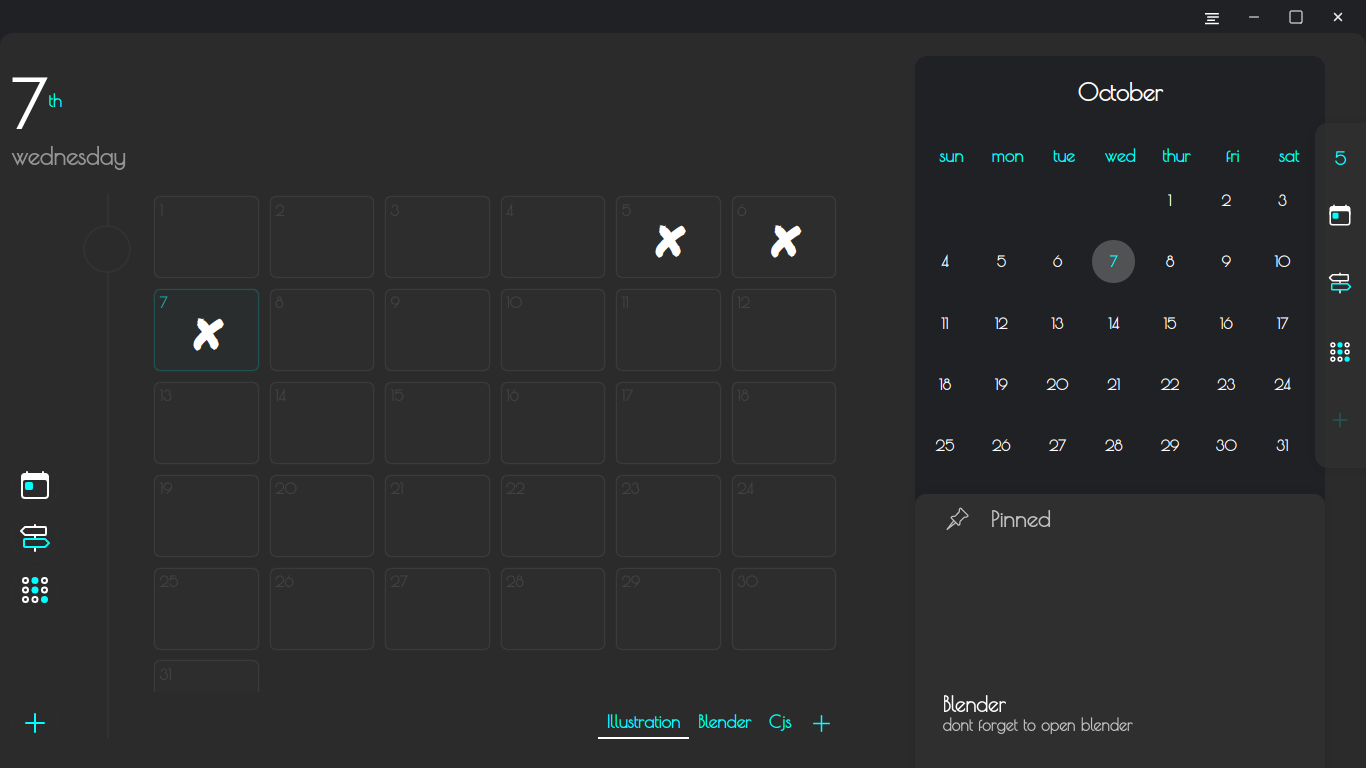 7th
wednesday
1 2 3 4 5 6
7 8 9 10 11 12
13 14 15 16 17 18
19 20 21 22 23 24
25 26 27 28 29 30
31
Illustration Blender Cjs
October
sun mon tue wed thur fri sat
1 2 3
4 5 6 7 8 9 10
11 12 13 14 15 16 17
18 19 20 21 22 23 24
25 26 27 28 29 30 31
Pinned
Blender
dont forget to open blender
5